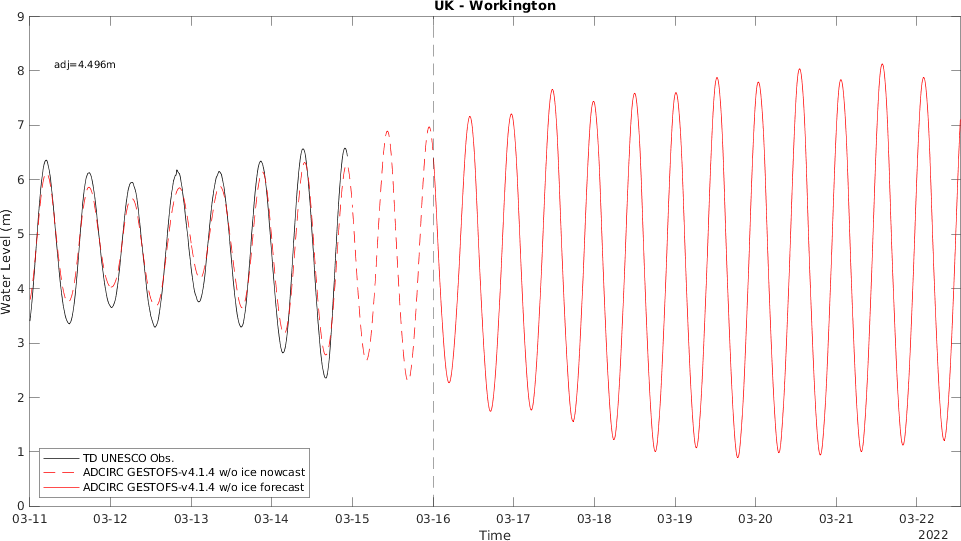 UK - Workington
9
8
adj=4.496m
7
6
5
4
3
2
1
0
Water Level (m)
TD UNESCO Obs.
ADCIRC GESTOFS-v4.1.4 w/o ice nowcast
ADCIRC GESTOFS-v4.1.4 w/o ice forecast
03-11 03-12 03-13 03-14 03-15 03-16 03-17 03-18 03-19 03-20 03-21 03-22
Time
2022